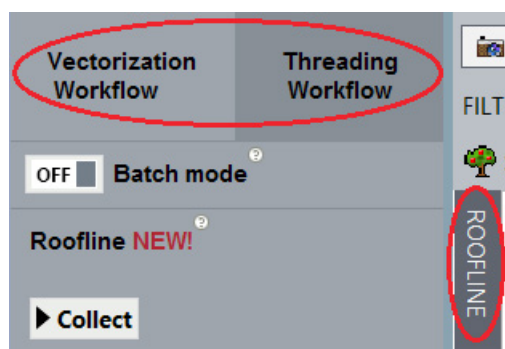 Vectorization Workflow
Threading Workflow
FILT
OFF Batch mode ?
Roofline NEW! ?
ROOFLINE
Collect